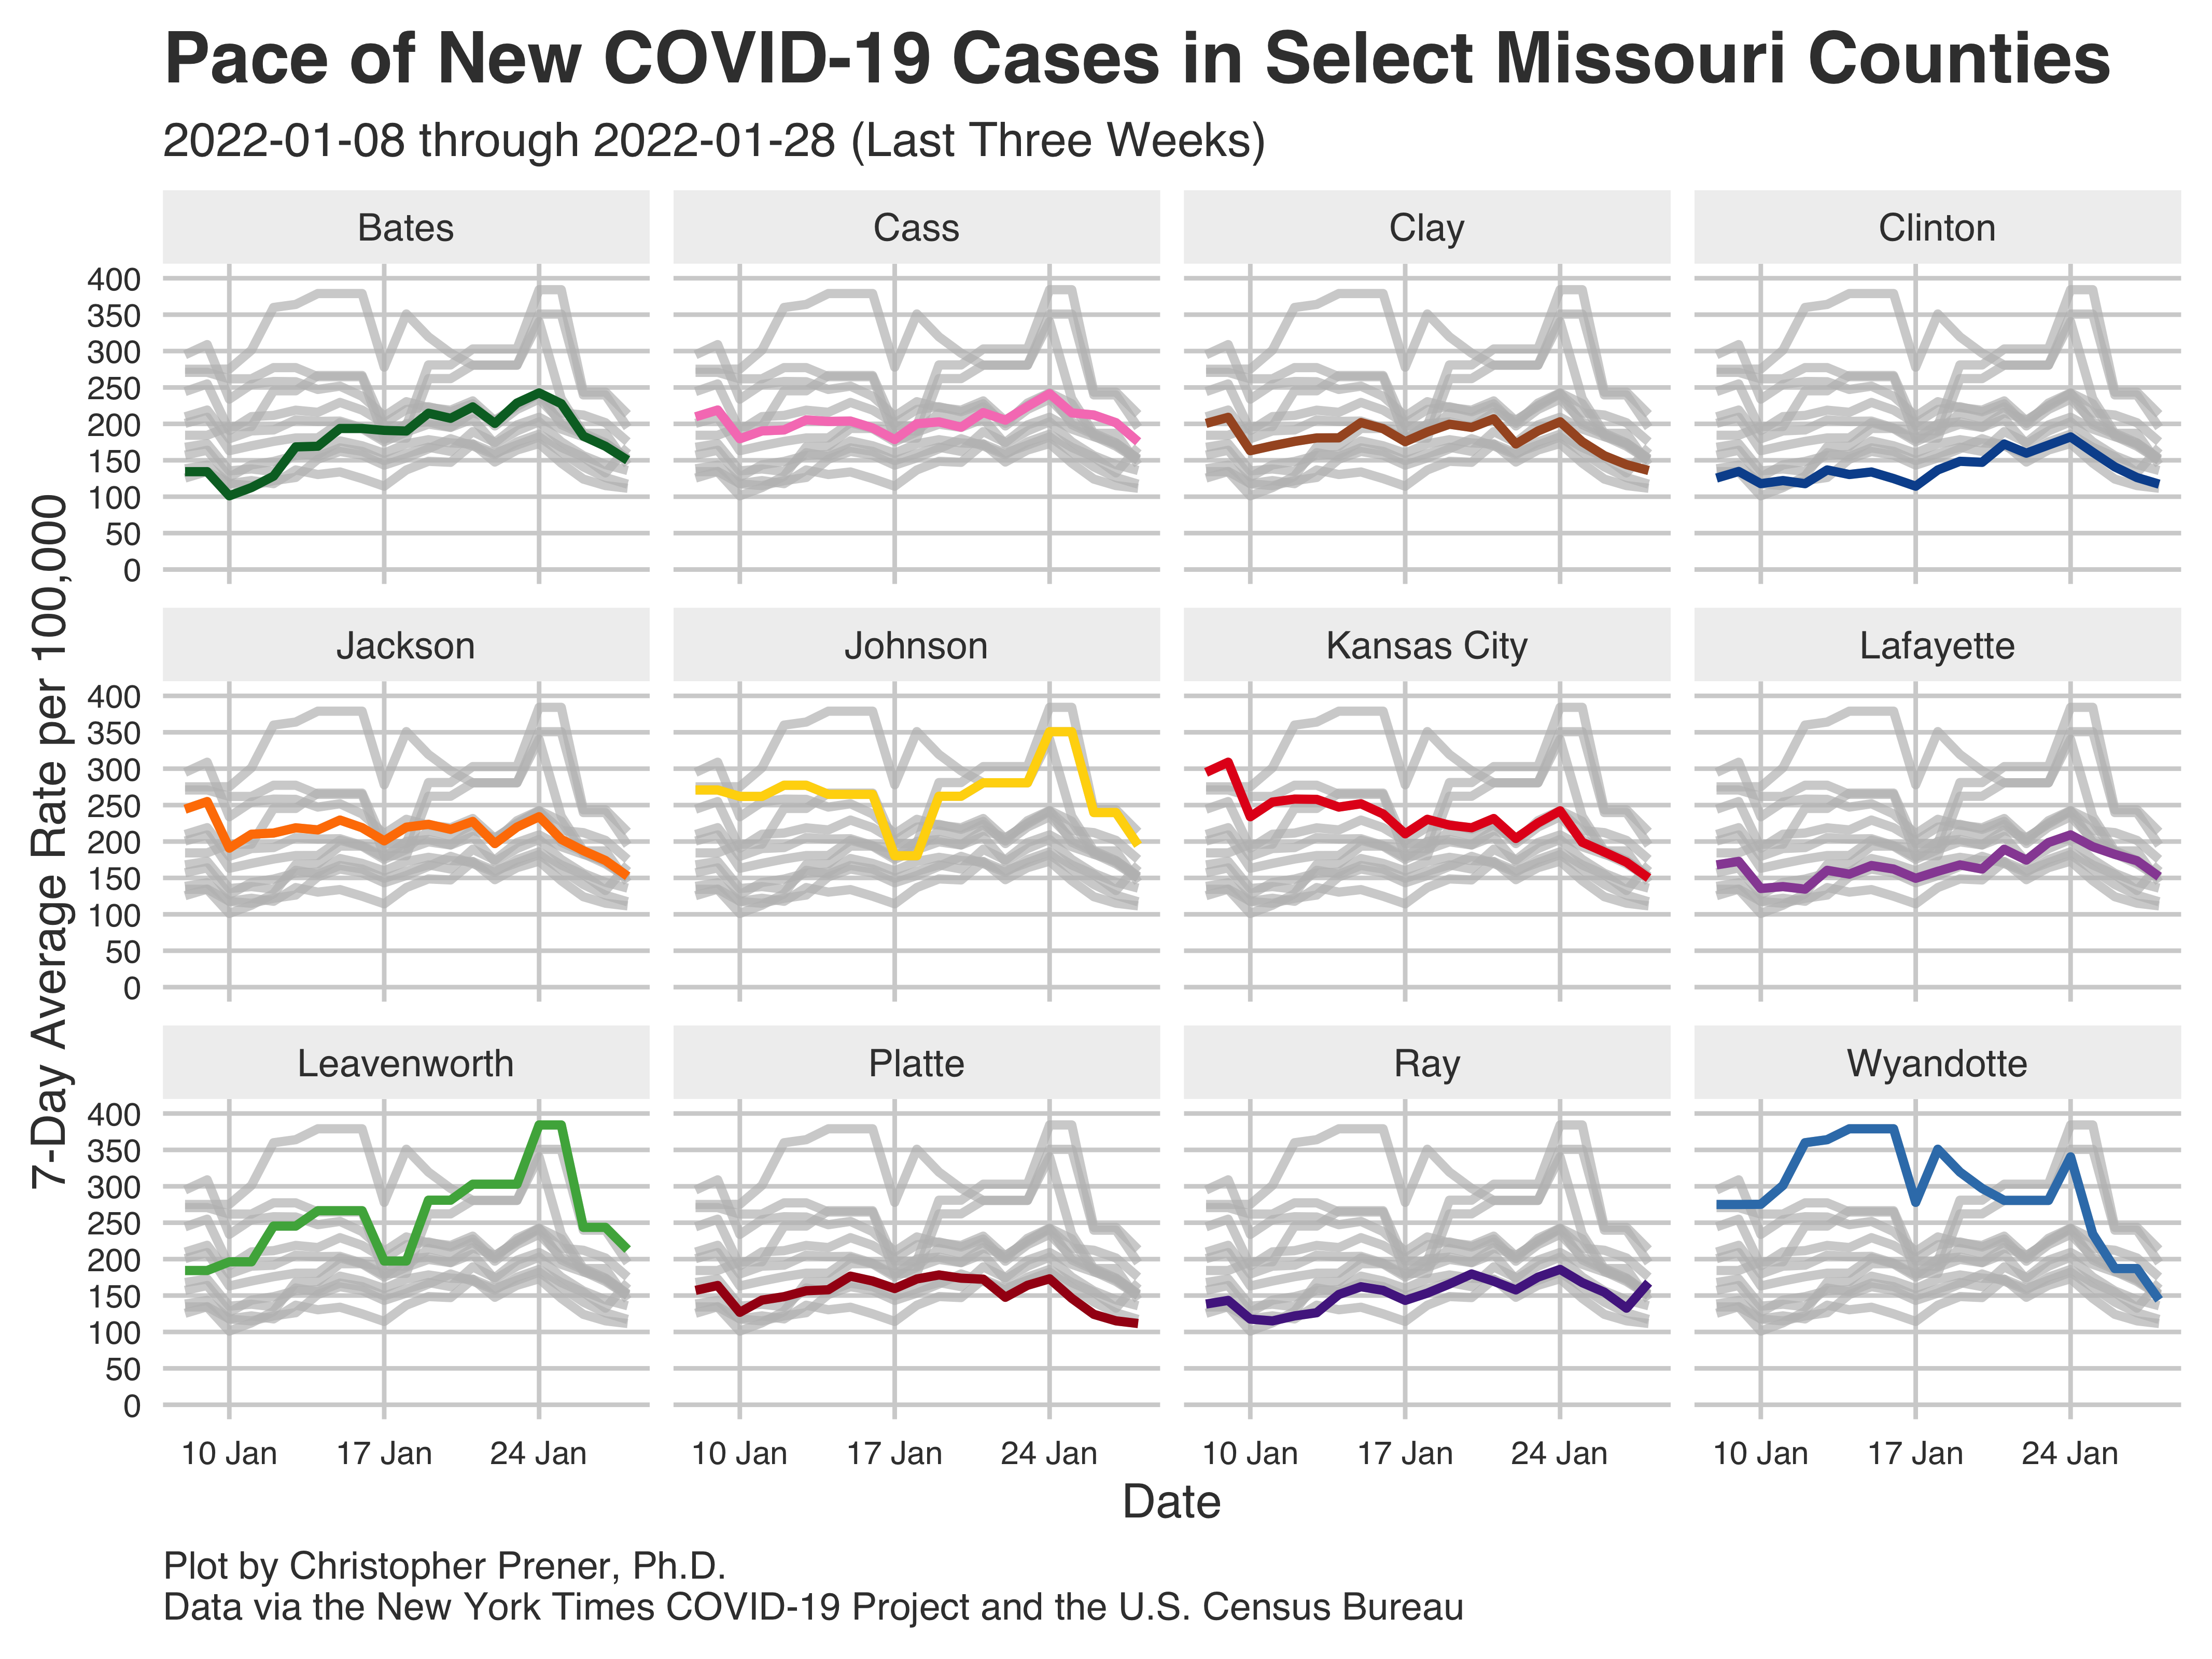 Pace of New COVID-19 Cases in Select Missouri Counties
2022-01-08 through 2022-01-28 (Last Three Weeks)
7-Day Average Rate per 100,000
Bates
Cass
Clay
Clinton
400
350
300
250
200
150
100
50
0
Jackson
Johnson
Kansas City
Lafayette
400
350
300
250
200
150
100
50
0
Leavenworth
Platte
Ray
Wyandotte
400
350
300
250
200
150
100
50
0
10 Jan 17 Jan 24 Jan
10 Jan 17 Jan 24 Jan
10 Jan 17 Jan 24 Jan
10 Jan 17 Jan 24 Jan
Date
Plot by Christopher Prener, Ph.D.
Data via the New York Times COVID-19 Project and the U.S. Census Bureau